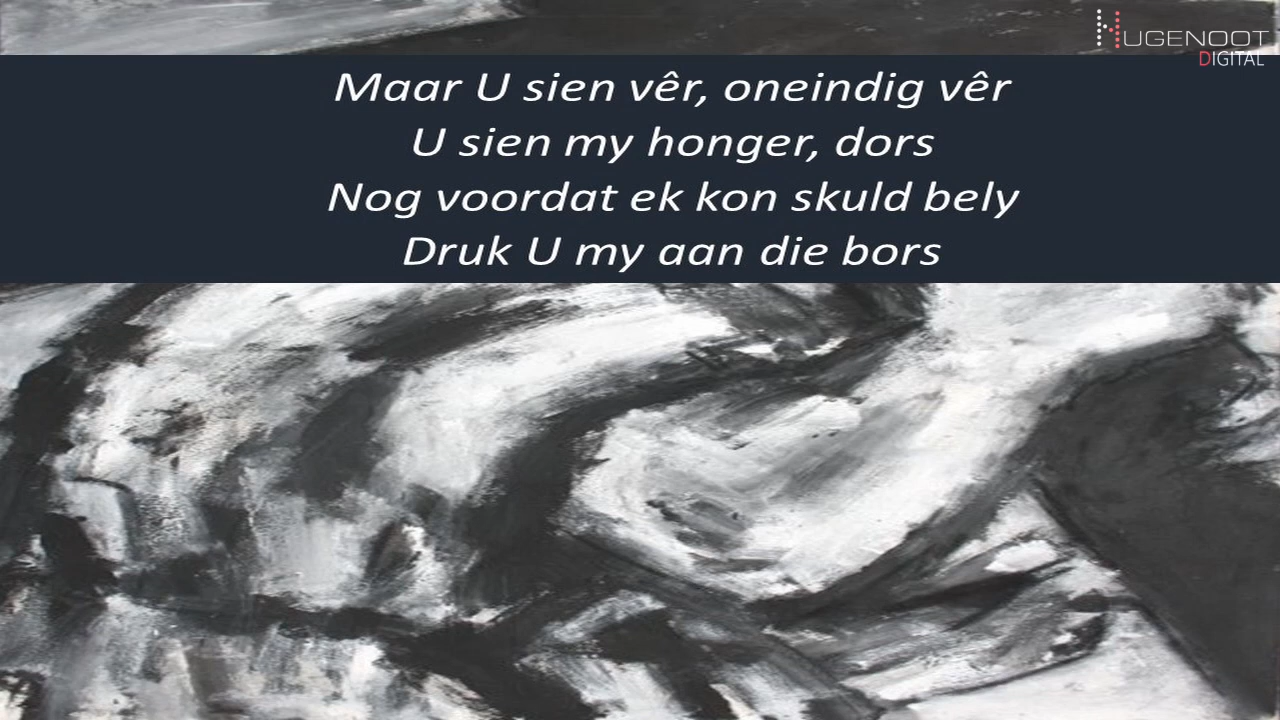 HUGENOOT
DIGITAL
Maar U sien vêr, oneindig vêr
U sien my honger, dors
Nog voordat ek kon skuld bely
Druk U my aan die bors